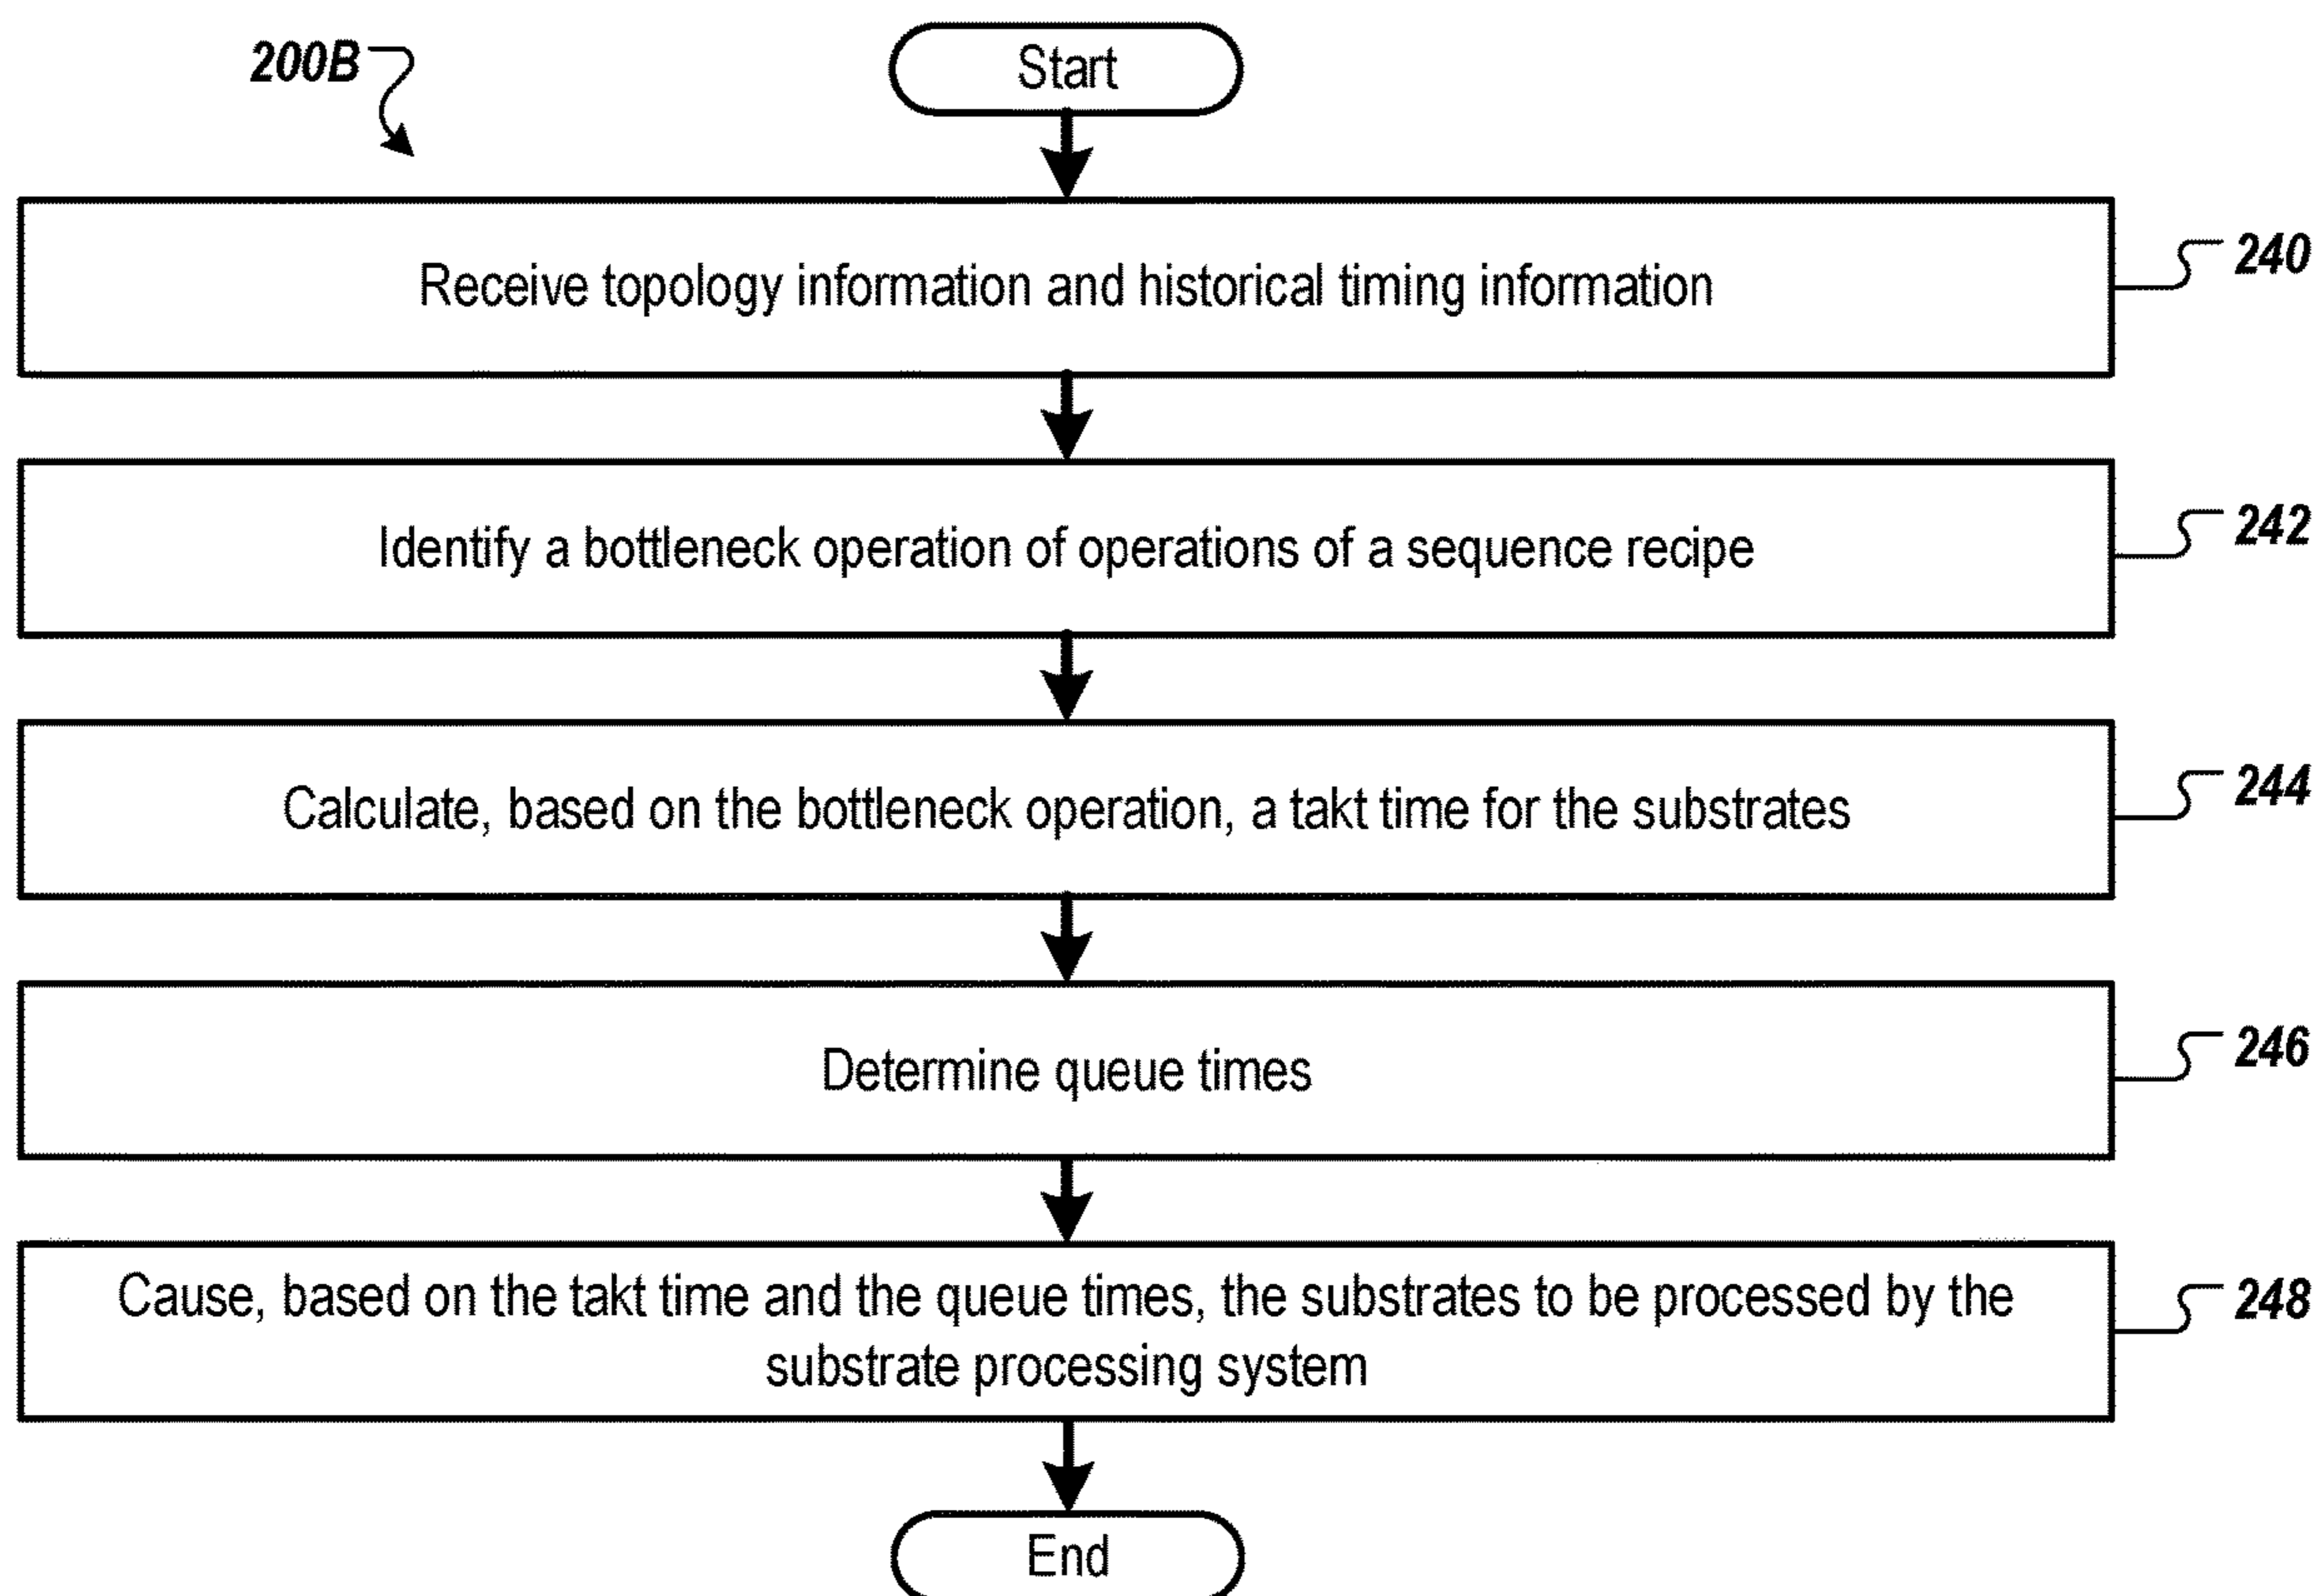 200B
Start
Receive topology information and historical timing information
240
Identify a bottleneck operation of operations of a sequence recipe
242
Calculate, based on the bottleneck operation, a takt time for the substrates
244
Determine queue times
246
Cause, based on the takt time and the queue times, the substrates to be processed by the
substrate processing system
248
End